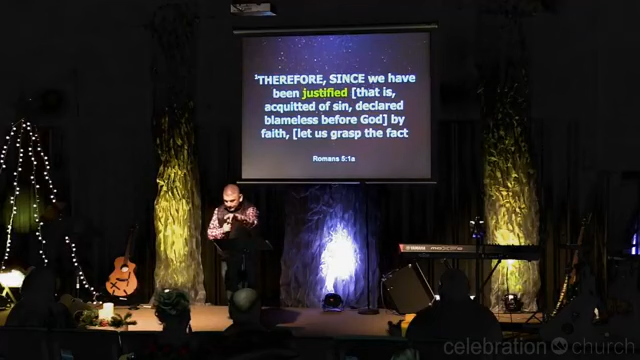 ¹THEREFORE, SINCE we have
been justified [that is,
acquitted of sin, declared
blameless before God] by
faith, [let us grasp the fact
Romans 5:1a
celebration church